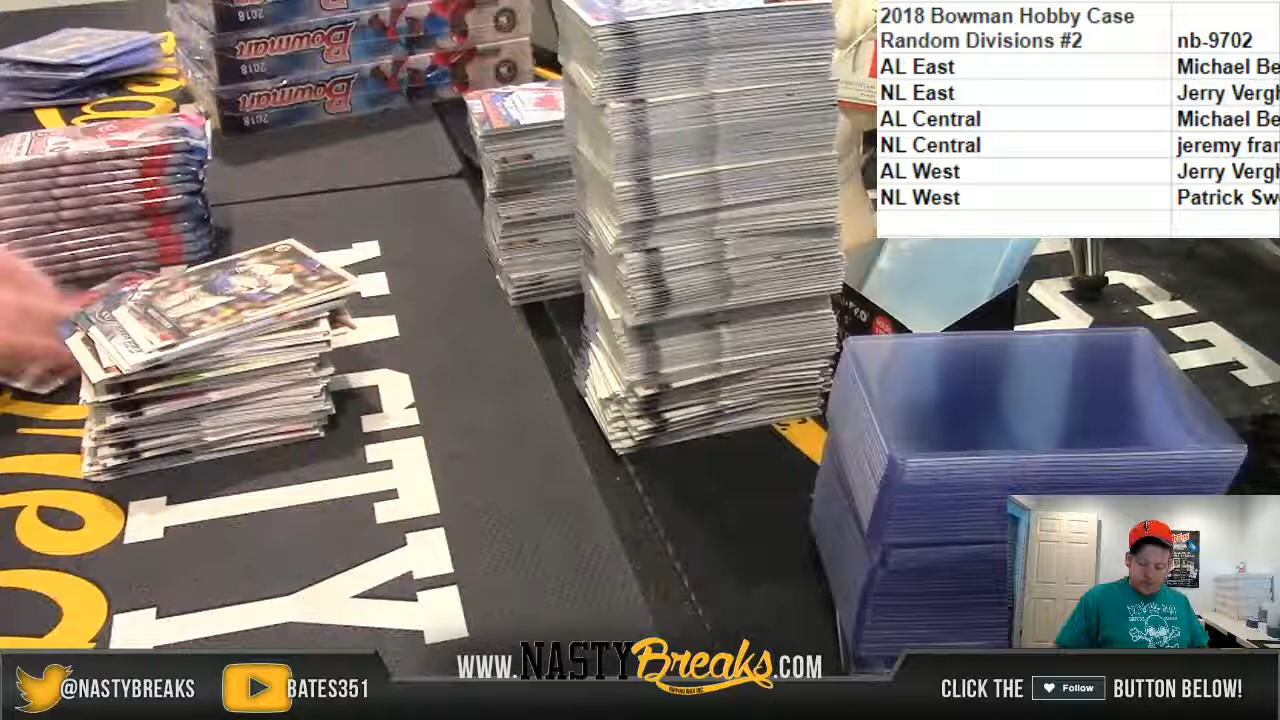 2018 Bowman Hobby Case
Random Divisions #2 nb-9702
AL East Michael Be
NL East Jerry Vergh
AL Central Michael Be
NL Central jeremy fran
AL West Jerry Vergh
NL West Patrick Sw
Bowman 2018
Bowman 2018
NASTY
WWW.NASTYBreaks.COM
@NASTYBREAKS
BATES351
CLICK THE Follow BUTTON BELOW!